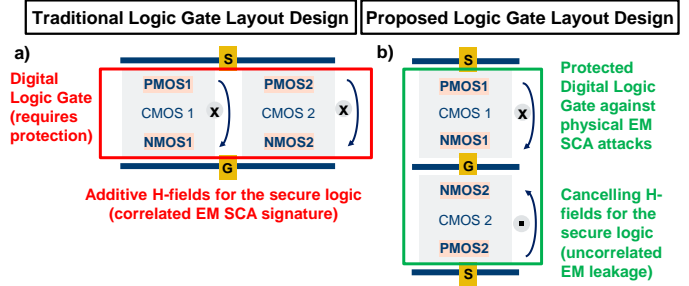 Traditional Logic Gate Layout Design
Proposed Logic Gate Layout Design
a)
S
Digital
Logic Gate
(requires
protection)
PMOS1
CMOS 1
NMOS1
X
PMOS2
CMOS 2
NMOS2
X
G
Additive H-fields for the secure logic
(correlated EM SCA signature)
b)
S
PMOS1
CMOS 1
NMOS1
X
G
NMOS2
CMOS 2
PMOS2
S
Protected
Digital Logic
Gate against
physical EM
SCA attacks
Cancelling H-
fields for the
secure logic
(uncorrelated
EM leakage)